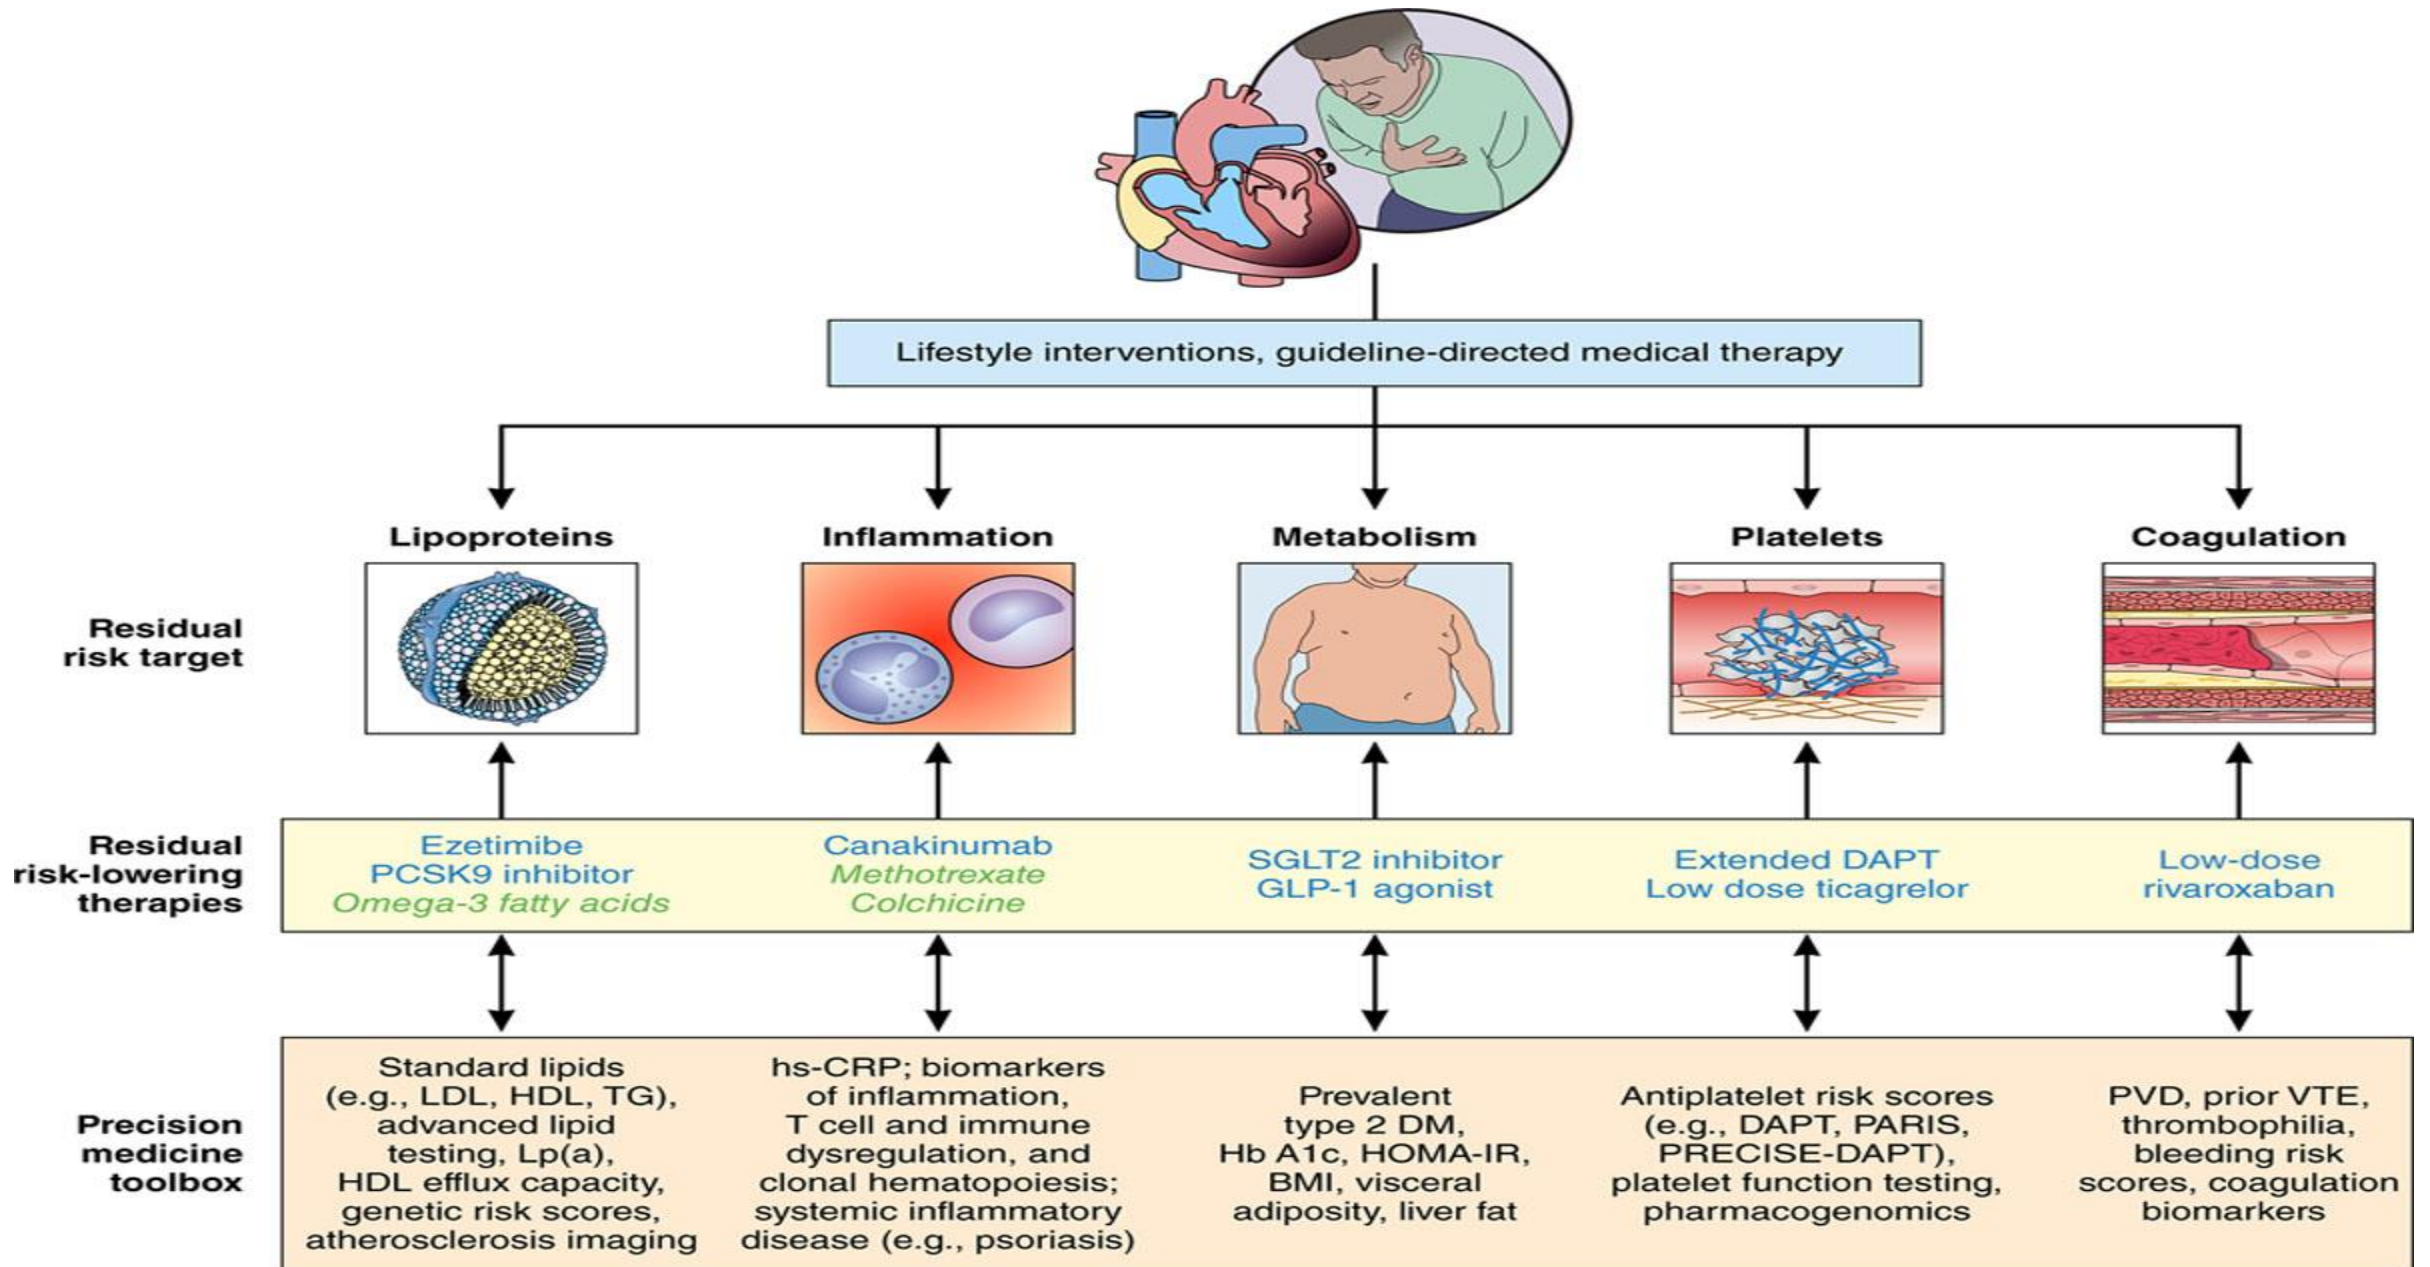 Lifestyle interventions, guideline-directed medical therapy
Lipoproteins
Inflammation
Metabolism
Platelets
Coagulation
Residual
risk target
Residual
risk-lowering
therapies
Ezetimibe
PCSK9 inhibitor
Omega-3 fatty acids
Canakinumab
Methotrexate
Colchicine
SGLT2 inhibitor
GLP-1 agonist
Extended DAPT
Low dose ticagrelor
Low-dose
rivaroxaban
Precision
medicine
toolbox
Standard lipids
(e.g., LDL, HDL, TG),
advanced lipid
testing, Lp(a),
HDL efflux capacity,
genetic risk scores,
atherosclerosis imaging
hs-CRP; biomarkers
of inflammation,
T cell and immune
dysregulation, and
clonal hematopoiesis;
systemic inflammatory
disease (e.g., psoriasis)
Prevalent
type 2 DM,
Hb A1c, HOMA-IR,
BMI, visceral
adiposity, liver fat
Antiplatelet risk scores
(e.g., DAPT, PARIS,
PRECISE-DAPT),
platelet function testing,
pharmacogenomics
PVD, prior VTE,
thrombophilia,
bleeding risk
scores, coagulation
biomarkers